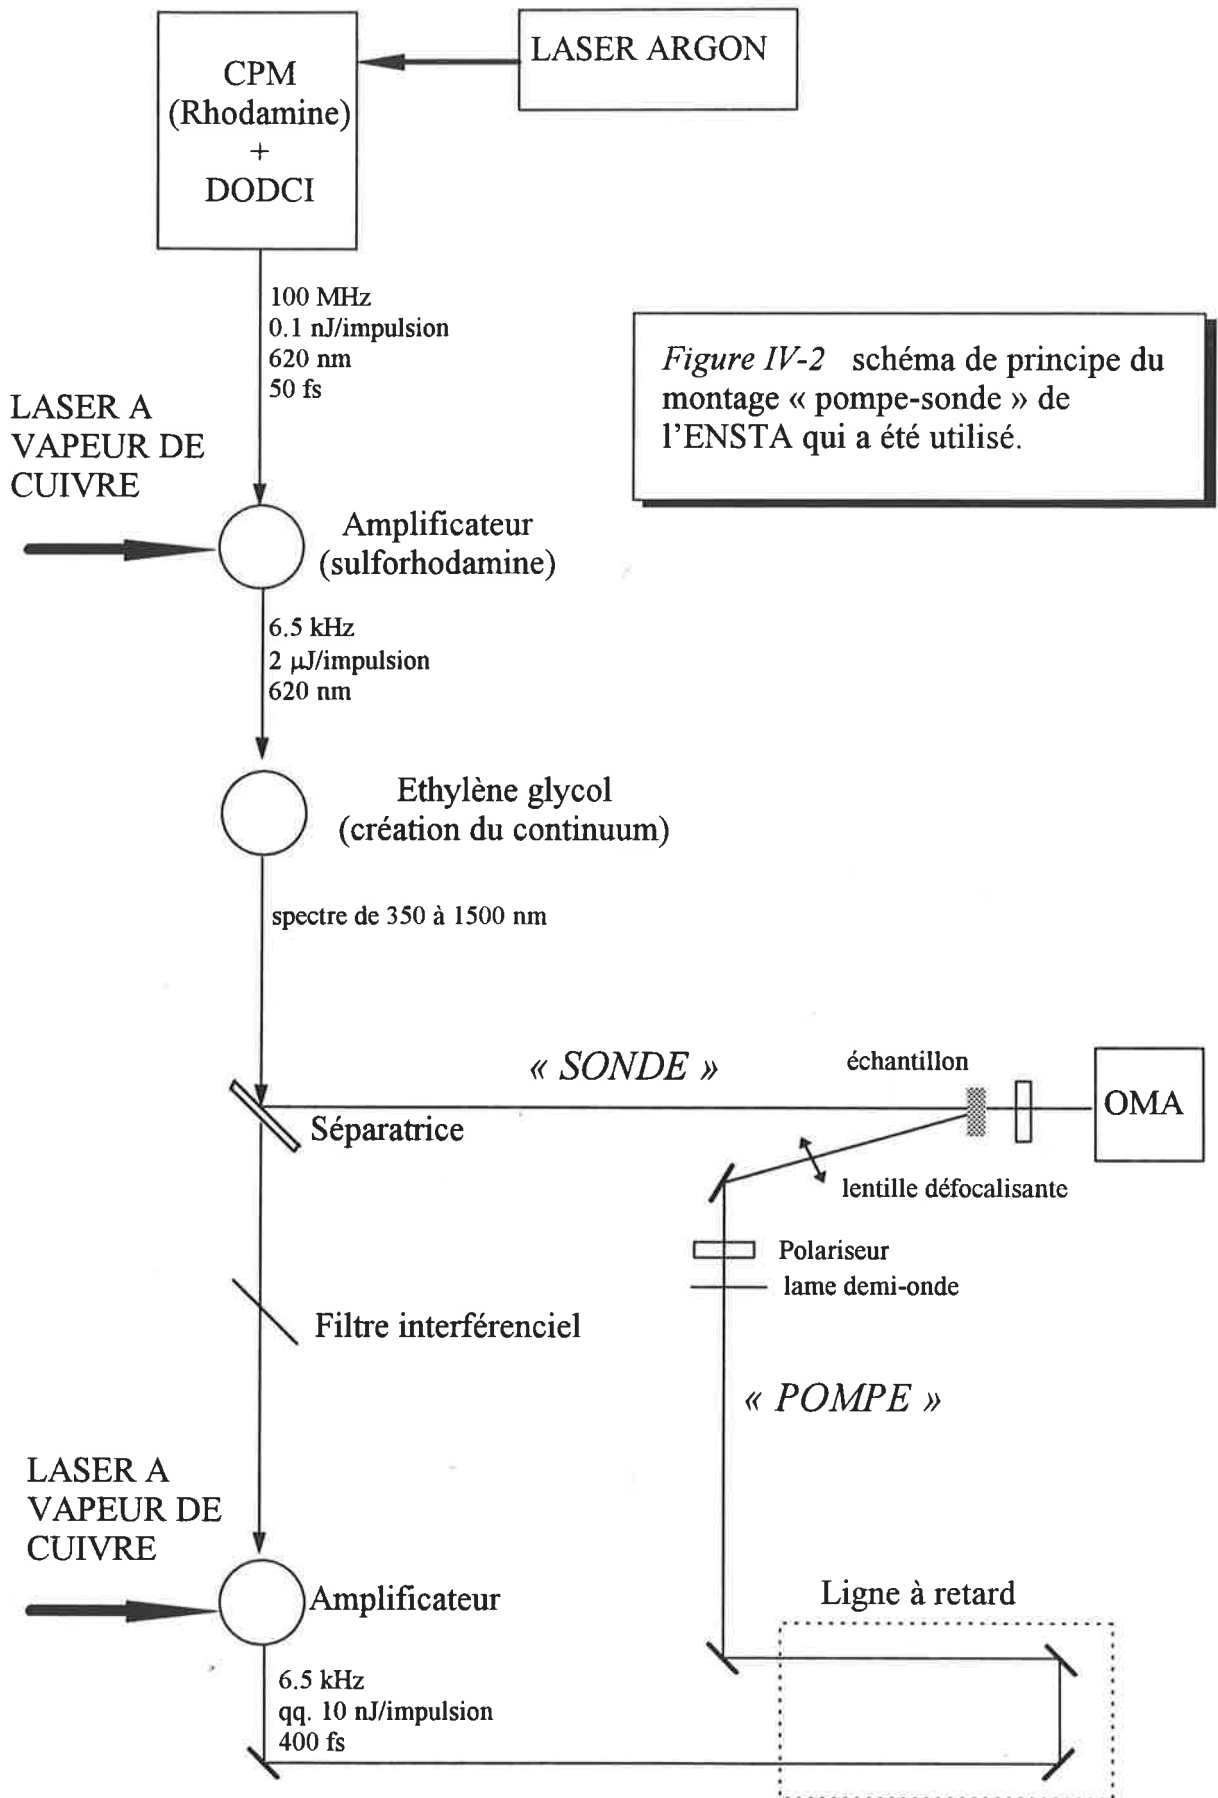 CPM
(Rhodamine)
+
DODCI
LASER ARGON
100 MHz
0.1 nJ/impulsion
620 nm
50 fs
Figure IV-2 schéma de principe du
montage « pompe-sonde » de
l'ENSTA qui a été utilisé.
LASER A
VAPEUR DE
CUIVRE
Amplificateur
(sulforhodamine)
6.5 kHz
2 µJ/impulsion
620 nm
Ethylène glycol
(création du continuum)
spectre de 350 à 1500 nm
« SONDE »
échantillon
OMA
Séparatrice
lentille défocalisante
Polariseur
lame demi-onde
Filtre interférenciel
« POMPE »
LASER A
VAPEUR DE
CUIVRE
Amplificateur
Ligne à retard
6.5 kHz
qq. 10 nJ/impulsion
400 fs